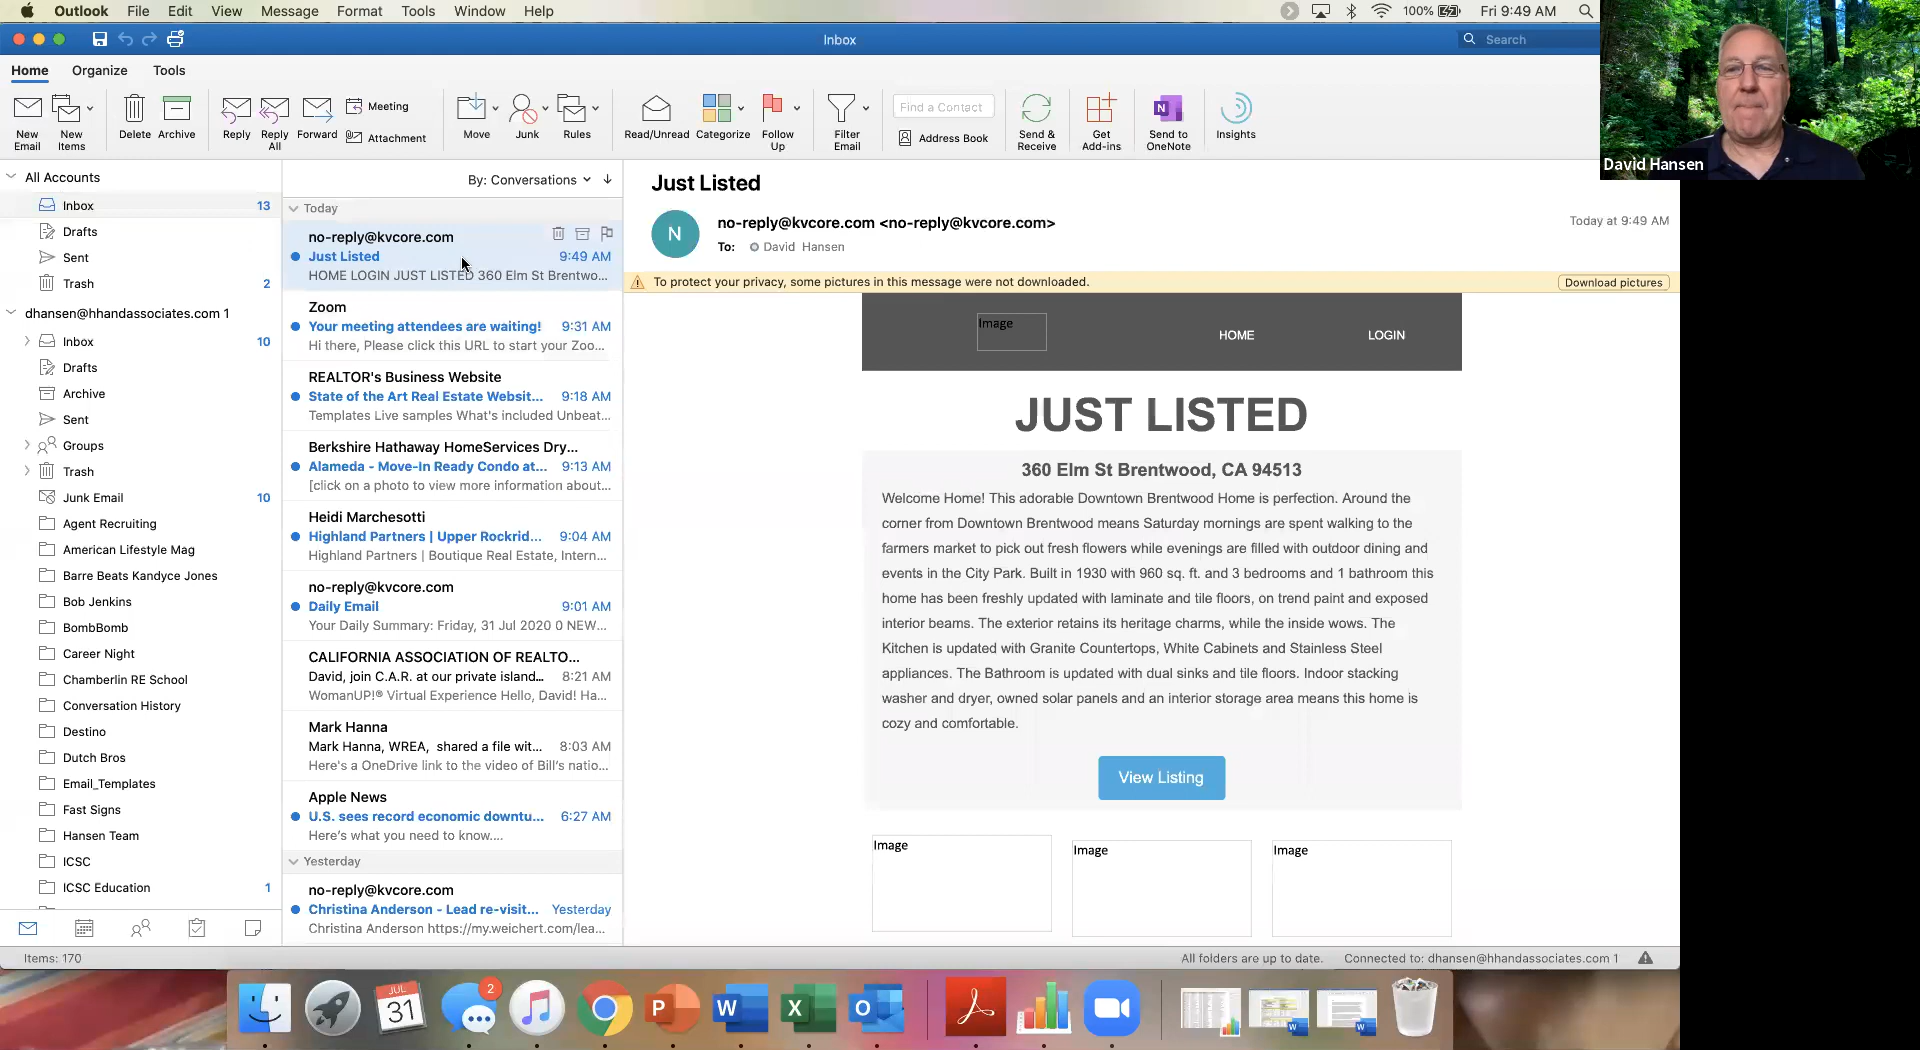 Outlook File Edit View Message Format Tools Window Help
100% Fri 9:49 AM
Inbox
Search
Home Organize Tools
New Email
New Items
Delete
Archive
Reply
Reply All
Forward
Meeting
Attachment
Move
Junk
Rules
Read/Unread
Categorize
Follow Up
Filter Email
Find a Contact
Address Book
Send & Receive
Get Add-ins
Send to OneNote
Insights
David Hansen
All Accounts
Inbox 13
Drafts
Sent
Trash 2
dhansen@hhandassociates.com 1
Inbox 10
Drafts
Archive
Sent
Groups
Trash
Junk Email 10
Agent Recruiting
American Lifestyle Mag
Barre Beats Kandyce Jones
Bob Jenkins
BombBomb
Career Night
Chamberlin RE School
Conversation History
Destino
Dutch Bros
Email_Templates
Fast Signs
Hansen Team
ICSC
ICSC Education 1
Items: 170
By: Conversations
Today
no-reply@kvcore.com
Just Listed 9:49 AM
HOME LOGIN JUST LISTED 360 Elm St Brentwo...
Zoom
Your meeting attendees are waiting! 9:31 AM
Hi there, Please click this URL to start your Zoo...
REALTOR's Business Website
State of the Art Real Estate Websit... 9:18 AM
Templates Live samples What's included Unbeat...
Berkshire Hathaway HomeServices Dry...
Alameda - Move-In Ready Condo at... 9:13 AM
[click on a photo to view more information about...
Heidi Marchesotti
Highland Partners | Upper Rockrid... 9:04 AM
Highland Partners | Boutique Real Estate, Intern...
no-reply@kvcore.com
Daily Email 9:01 AM
Your Daily Summary: Friday, 31 Jul 2020 0 NEW...
CALIFORNIA ASSOCIATION OF REALTO...
David, join C.A.R. at our private island... 8:21 AM
WomanUP!® Virtual Experience Hello, David! Ha...
Mark Hanna
Mark Hanna, WREA, shared a file wit... 8:03 AM
Here's a OneDrive link to the video of Bill's natio...
Apple News
U.S. sees record economic downtu... 6:27 AM
Here's what you need to know....
Yesterday
no-reply@kvcore.com
Christina Anderson - Lead re-visit... Yesterday
Christina Anderson https://my.weichert.com/lea...
Just Listed
N
no-reply@kvcore.com <no-reply@kvcore.com>
Today at 9:49 AM
To: David Hansen
To protect your privacy, some pictures in this message were not downloaded.
Download pictures
Image
HOME
LOGIN
JUST LISTED
360 Elm St Brentwood, CA 94513
Welcome Home! This adorable Downtown Brentwood Home is perfection. Around the
corner from Downtown Brentwood means Saturday mornings are spent walking to the
farmers market to pick out fresh flowers while evenings are filled with outdoor dining and
events in the City Park. Built in 1930 with 960 sq. ft. and 3 bedrooms and 1 bathroom this
home has been freshly updated with laminate and tile floors, on trend paint and exposed
interior beams. The exterior retains its heritage charms, while the inside wows. The
Kitchen is updated with Granite Countertops, White Cabinets and Stainless Steel
appliances. The Bathroom is updated with dual sinks and tile floors. Indoor stacking
washer and dryer, owned solar panels and an interior storage area means this home is
cozy and comfortable.
View Listing
Image
Image
Image
All folders are up to date.
Connected to: dhansen@hhandassociates.com 1
JUL
31
2
P
W
X
O
W
W